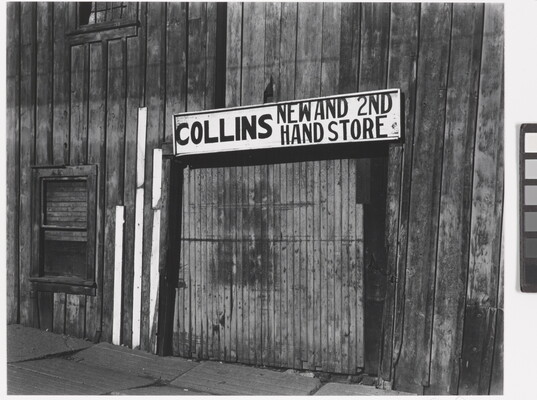 COLLINS
NEW AND 2ND
HAND STORE